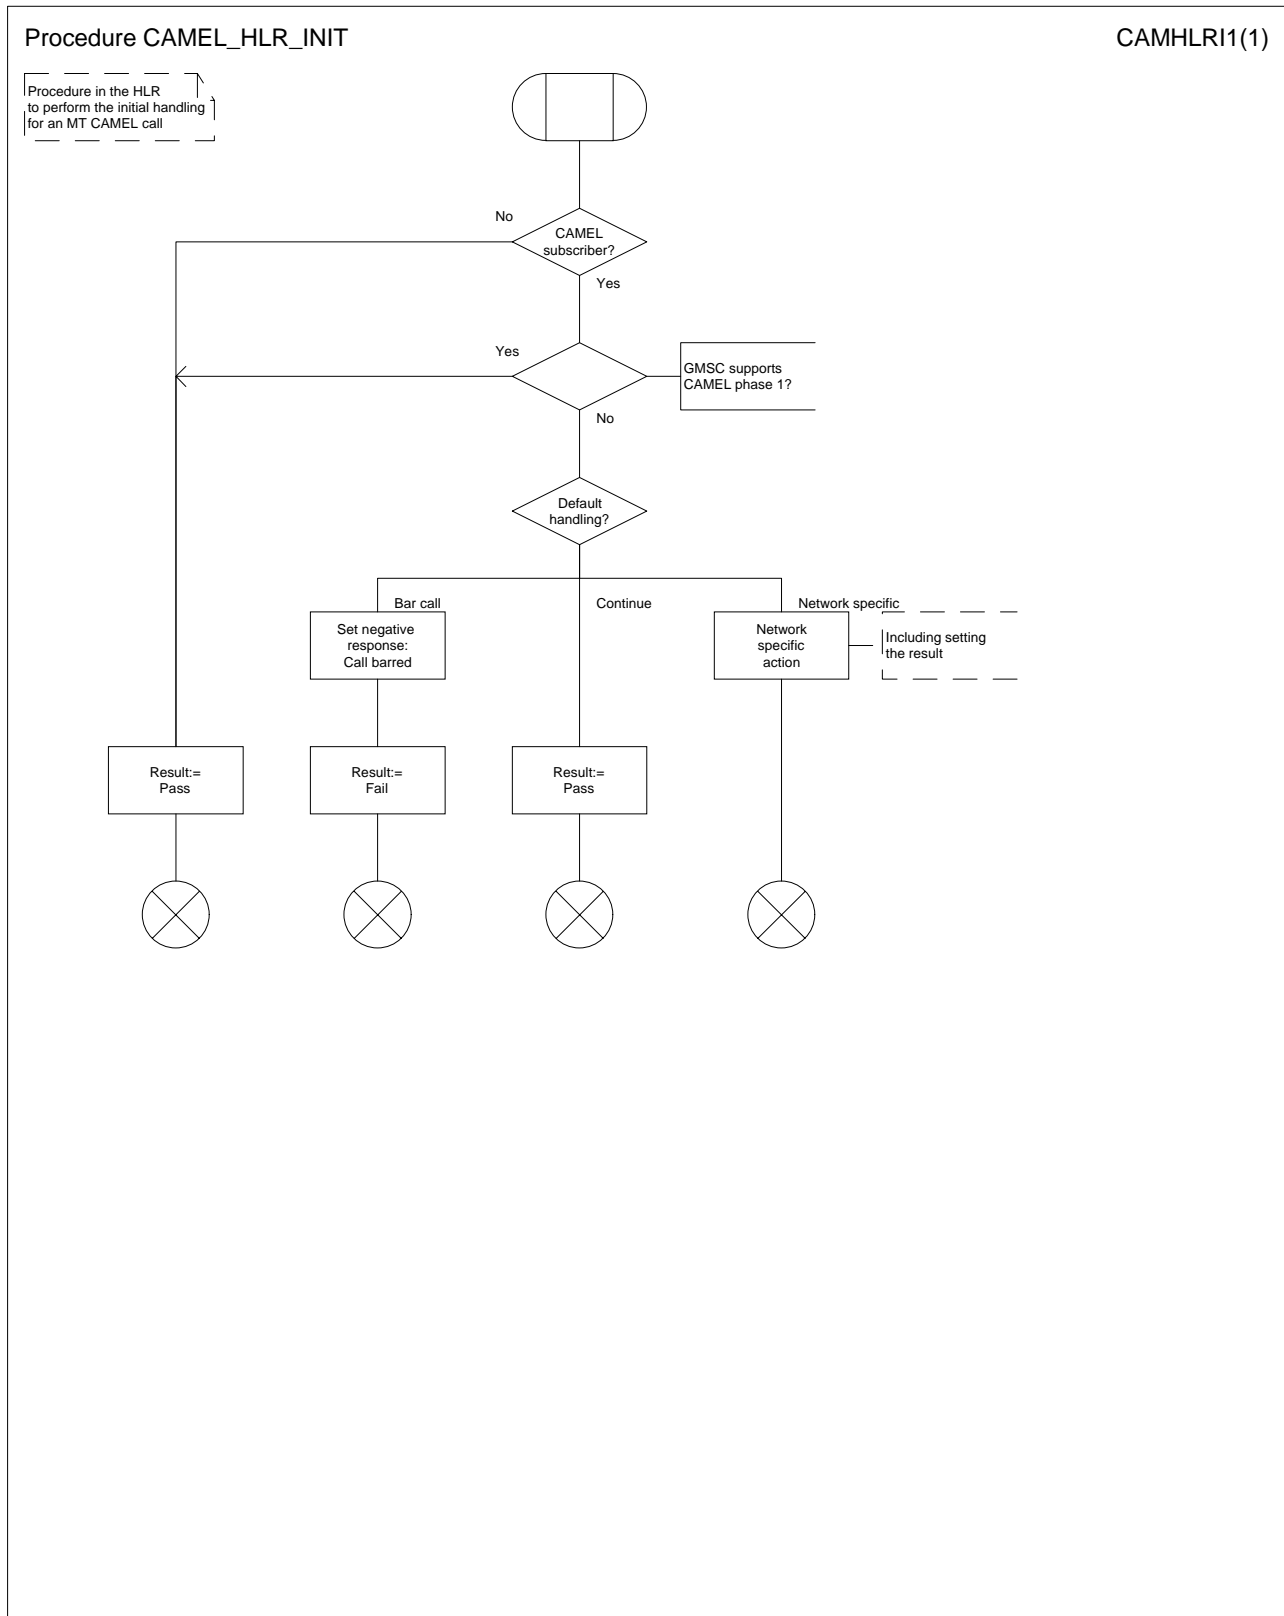 Procedure CAMEL_HLR_INIT
CAMHLRI1(1)
Procedure in the HLR
to perform the initial handling
for an MT CAMEL call
No
CAMEL
subscriber?
Yes
Yes
GMSC supports
CAMEL phase 1?
No
Default
handling?
Bar call
Continue
Network specific
Set negative
response:
Call barred
Network
specific
action
Including setting
the result
Result:=
Pass
Result:=
Fail
Result:=
Pass